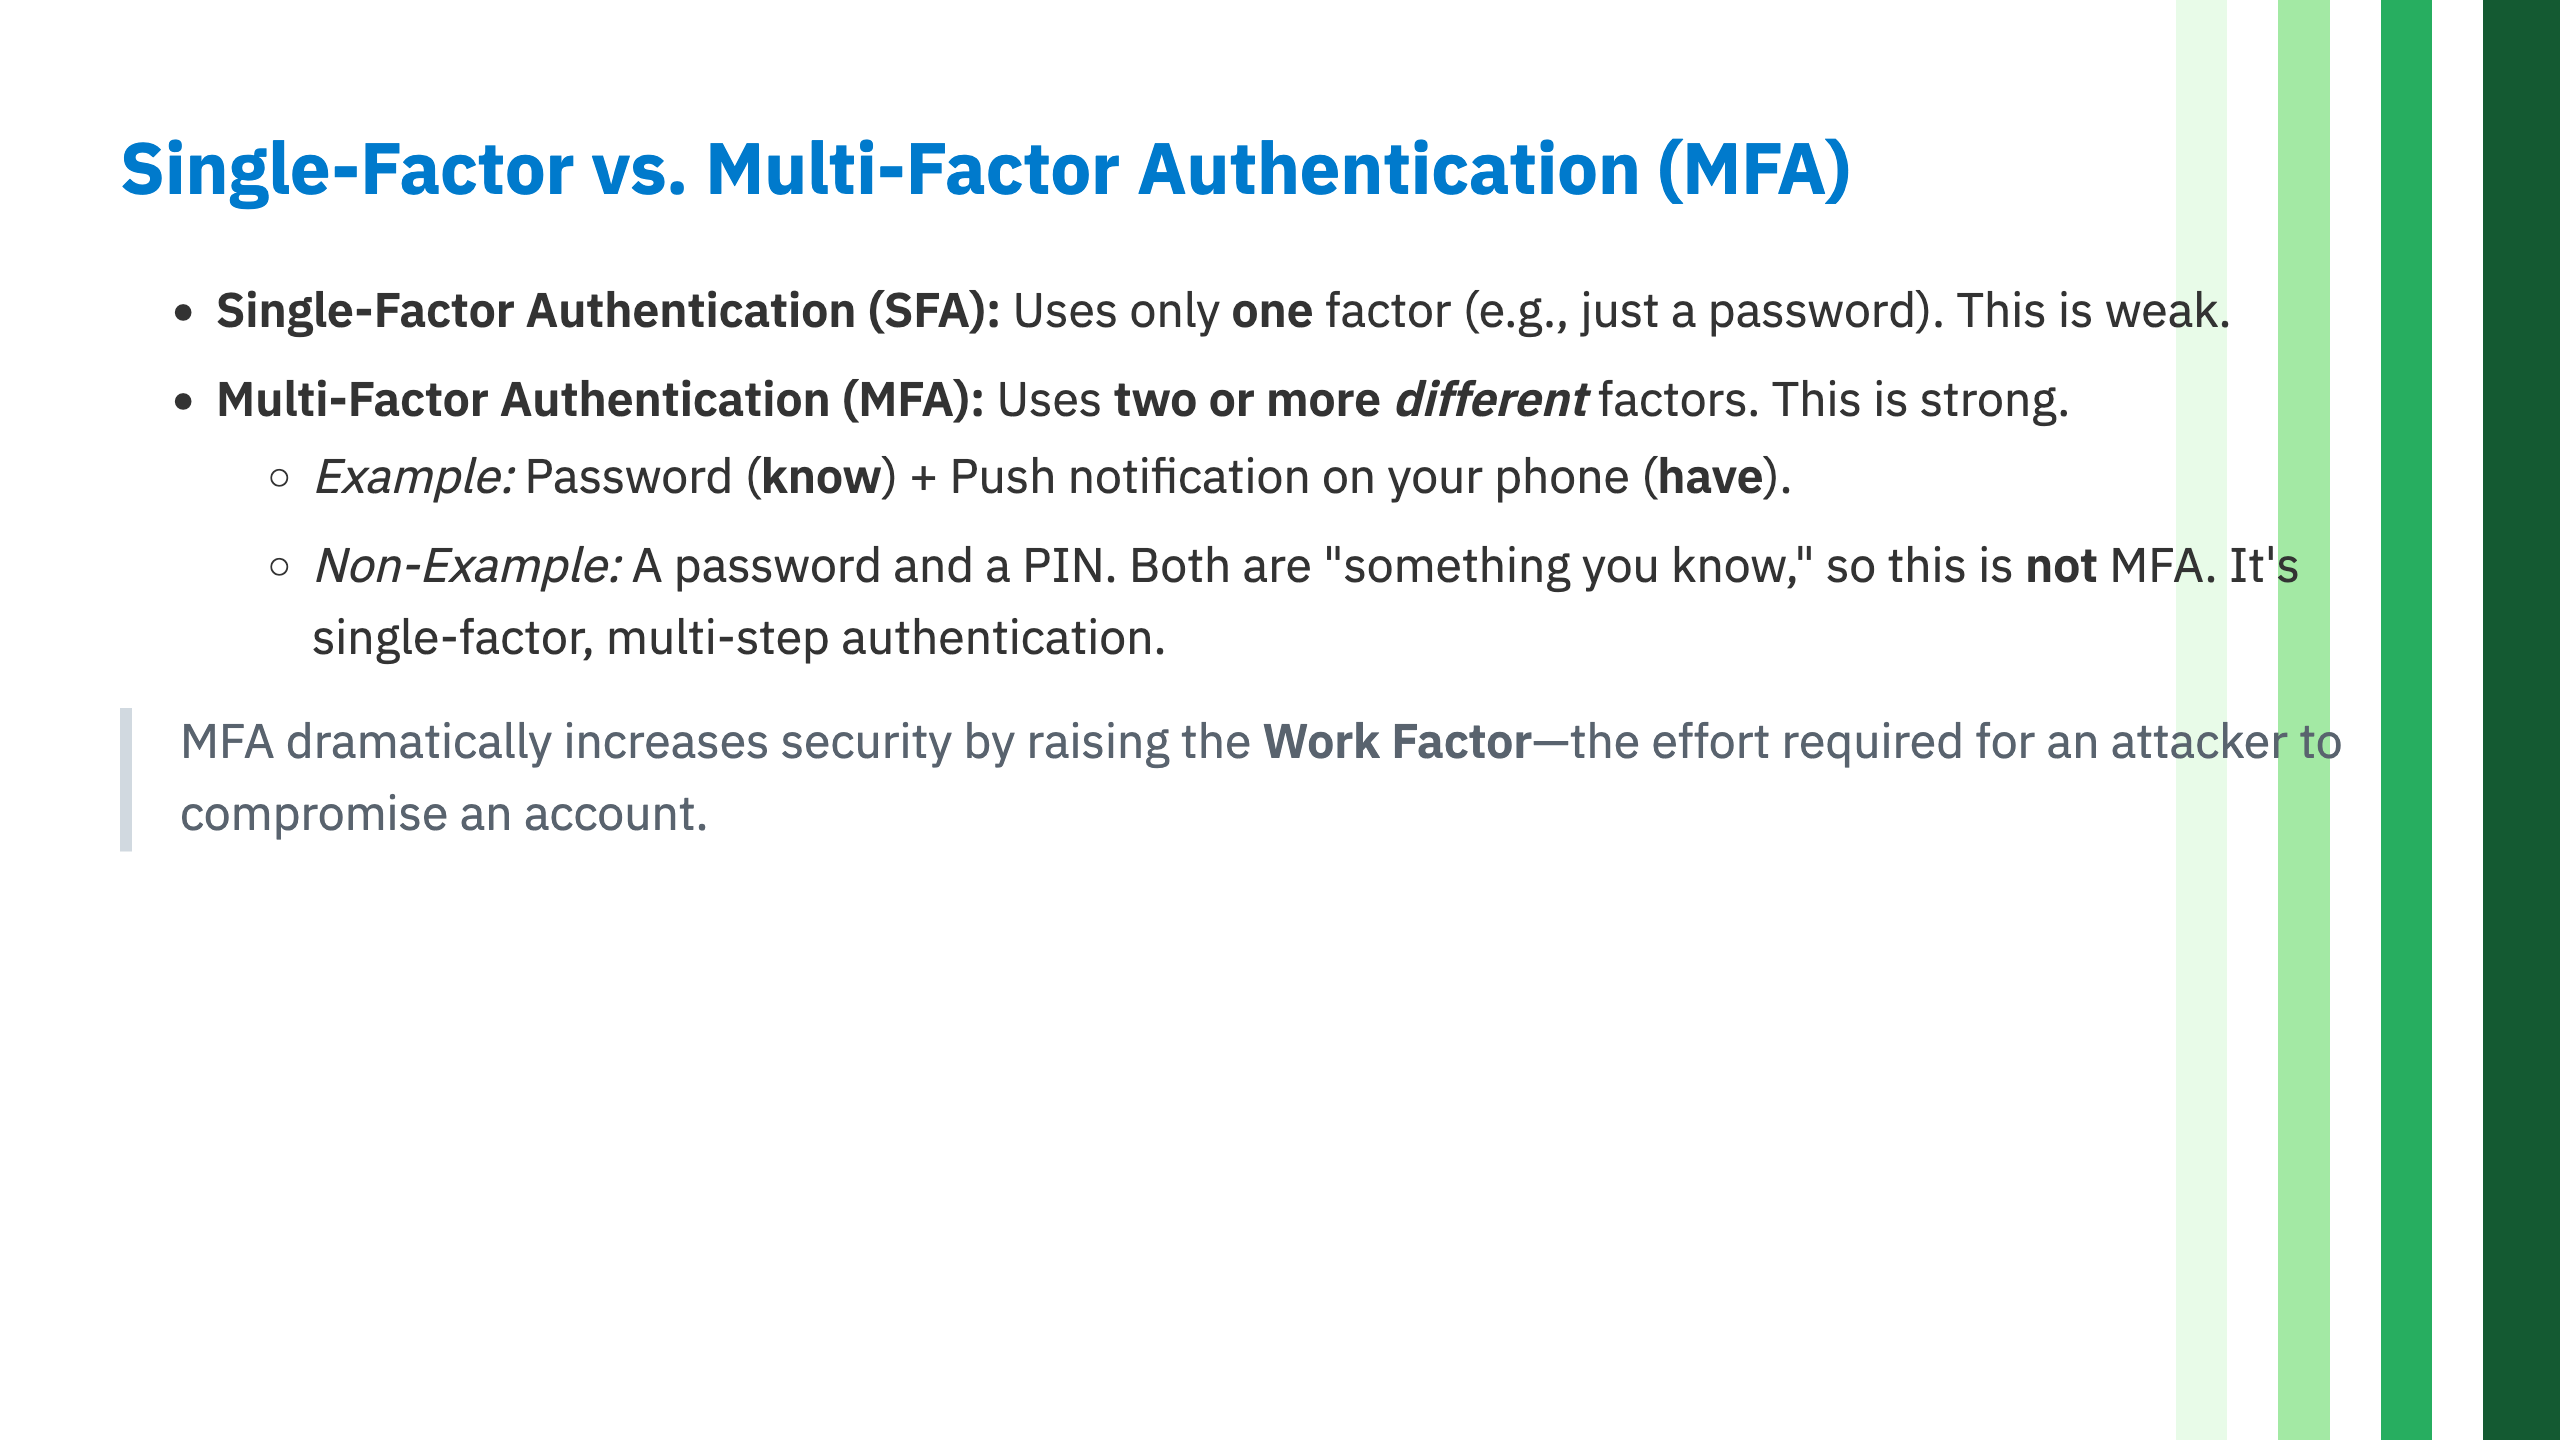 Single-Factor vs. Multi-Factor Authentication (MFA)
• Single-Factor Authentication (SFA): Uses only one factor (e.g., just a password). This is weak.
• Multi-Factor Authentication (MFA): Uses two or more different factors. This is strong.
○ Example: Password (know) + Push notification on your phone (have).
○ Non-Example: A password and a PIN. Both are "something you know," so this is not MFA. It's
single-factor, multi-step authentication.
MFA dramatically increases security by raising the Work Factor—the effort required for an attacker to
compromise an account.